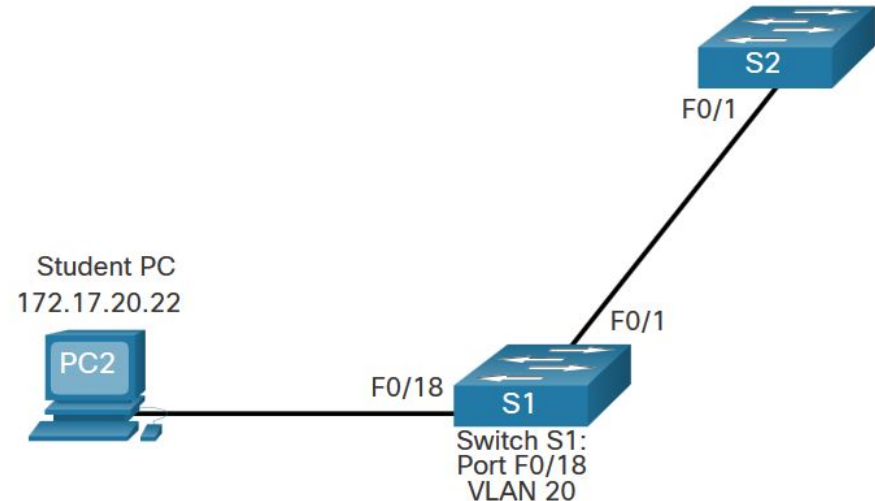 S2
F0/1
Student PC
172.17.20.22
F0/1
PC2
F0/18
S1
Switch S1:
Port F0/18
VLAN 20